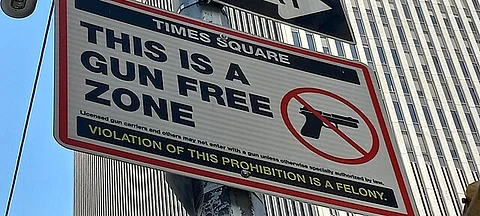 TIMES SQUARE
THIS IS A
GUN FREE
ZONE
Licensed gun carriers and others may not enter with a gun unless otherwise specially authorized by law.
VIOLATION OF THIS PROHIBITION IS A FELONY.